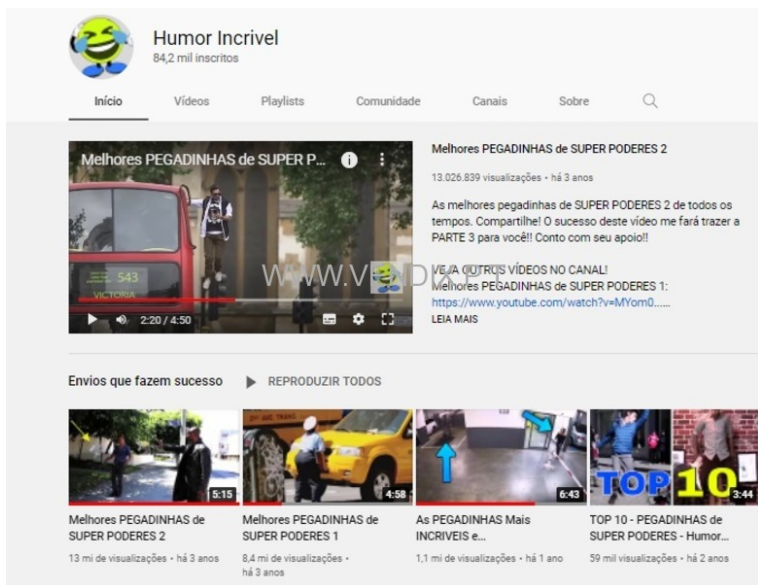 Humor Incrivel
84,2 mil inscritos
Início Vídeos Playlists Comunidade Canais Sobre
Melhores PEGADINHAS de SUPER P...
543
VICTORIA
2:20 / 4:50
Melhores PEGADINHAS de SUPER PODERES 2
13.026.839 visualizações • há 3 anos
As melhores pegadinhas de SUPER PODERES 2 de todos os
tempos. Compartilhe! O sucesso deste vídeo me fará trazer a
PARTE 3 para você!! Conto com seu apoio!!
VEJA OUTROS VÍDEOS NO CANAL!
Melhores PEGADINHAS de SUPER PODERES 1:
https://www.youtube.com/watch?v=MYom0......
LEIA MAIS
WWW.VENDIX.PT
Envios que fazem sucesso REPRODUZIR TODOS
5:15
4:58
6:43
TOP 10
3:44
Melhores PEGADINHAS de
SUPER PODERES 2
13 mi de visualizações • há 3 anos
Melhores PEGADINHAS de
SUPER PODERES 1
8,4 mi de visualizações •
há 3 anos
As PEGADINHAS Mais
INCRIVEIS e...
1,1 mi de visualizações • há 1 ano
TOP 10 - PEGADINHAS de
SUPER PODERES - Humor...
59 mil visualizações • há 2 anos